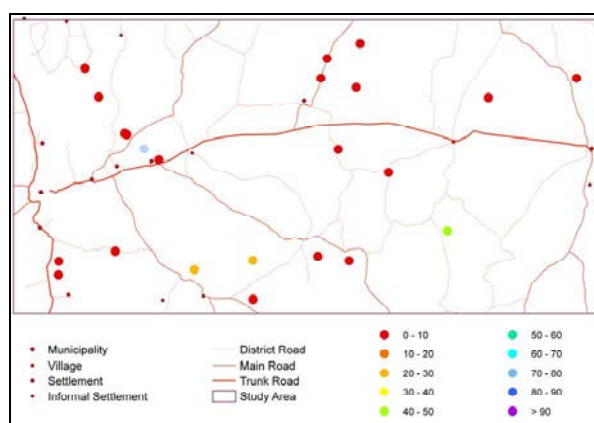 Municipality
Village
Settlement
Informal Settlement
District Road
Main Road
Trunk Road
Study Area
0 - 10
10 - 20
20 - 30
30 - 40
40 - 50
50 - 60
60 - 70
70 - 80
80 - 90
> 90